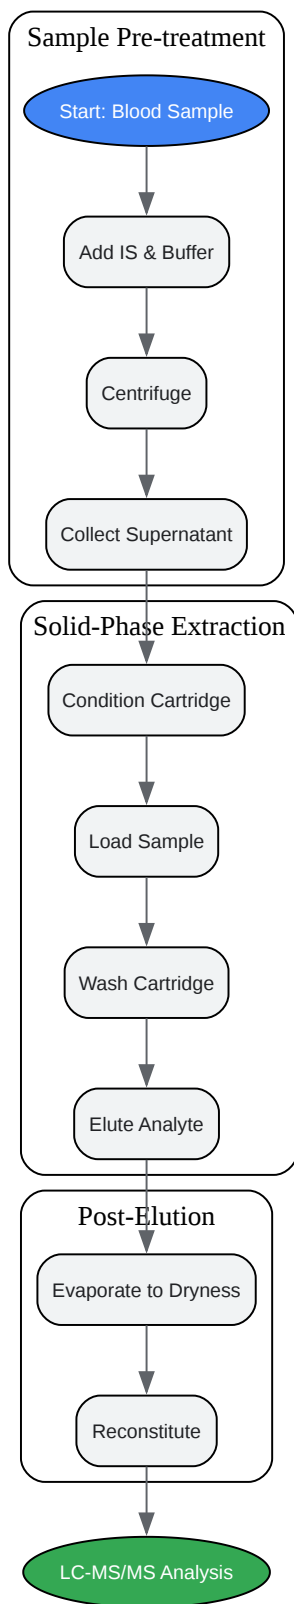 Sample Pre-treatment
Start: Blood Sample
Add IS & Buffer
Centrifuge
Collect Supernatant
Solid-Phase Extraction
Condition Cartridge
Load Sample
Wash Cartridge
Elute Analyte
Post-Elution
Evaporate to Dryness
Reconstitute
LC-MS/MS Analysis